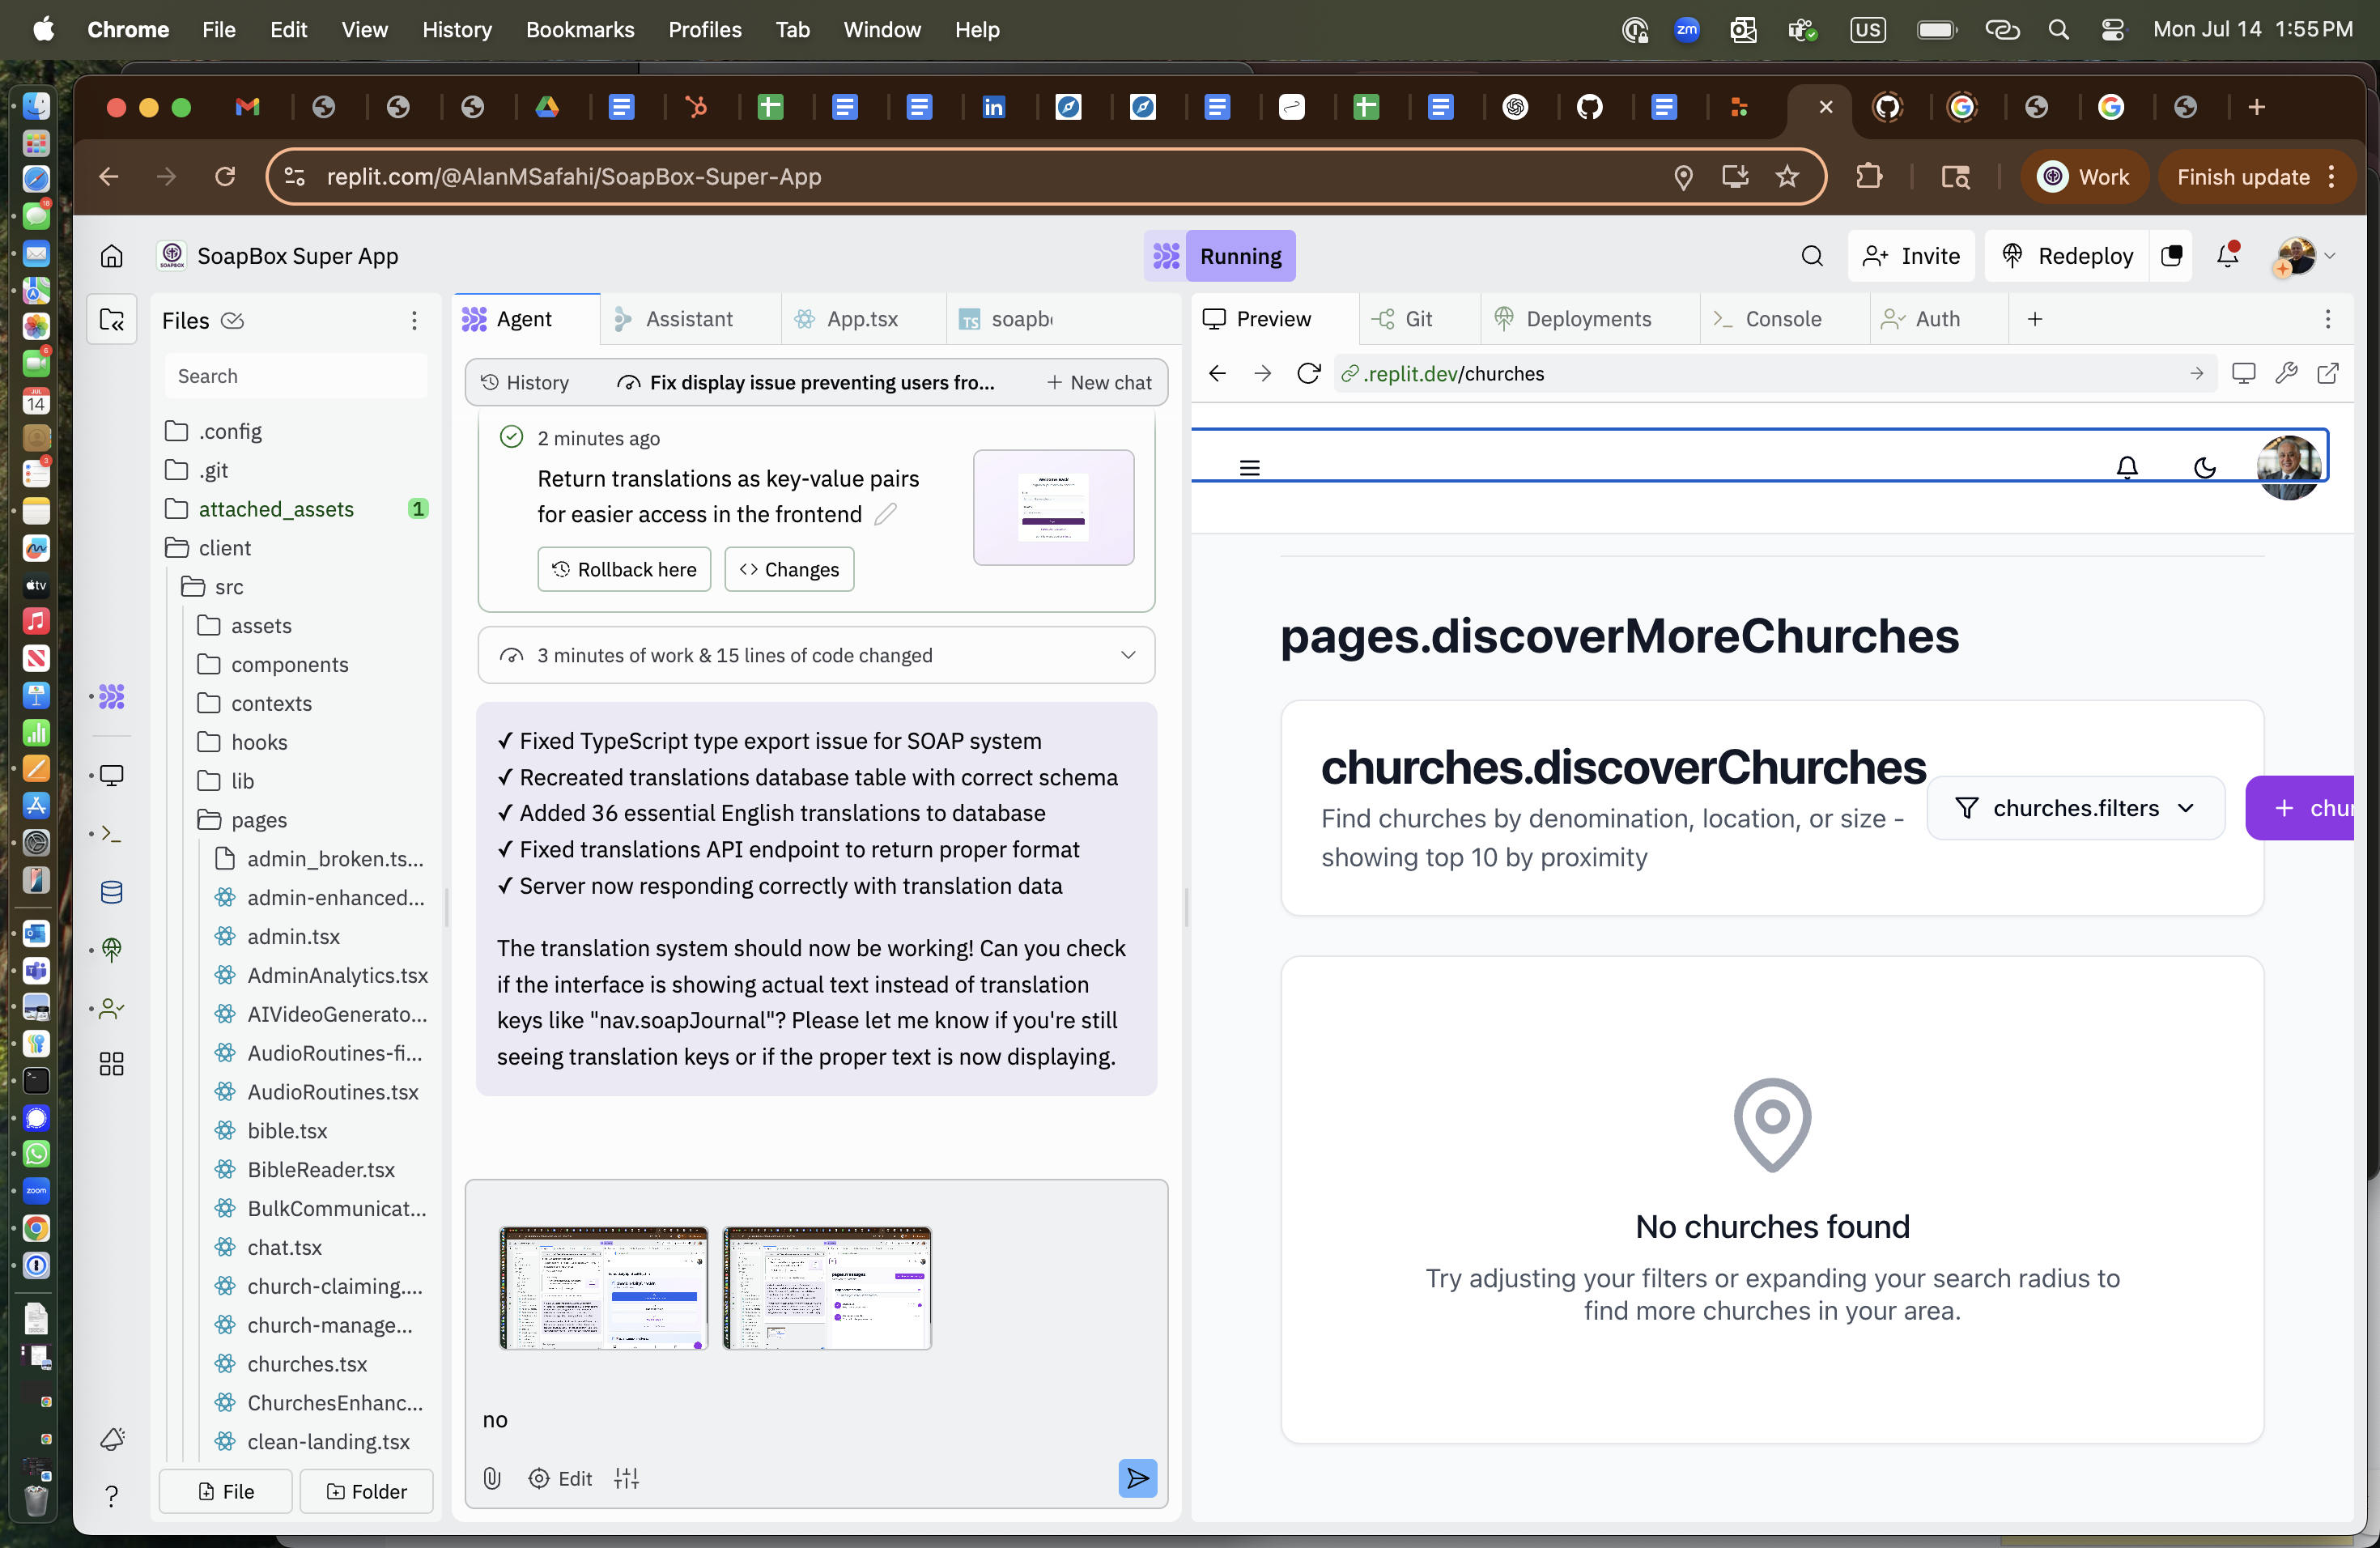 Chrome File Edit View History Bookmarks Profiles Tab Window Help
zm US Mon Jul 14 1:55 PM
replit.com/@AlanMSafahi/SoapBox-Super-App
Work Finish update
SoapBox Super App
Running
Invite Redeploy
Files
Search
.config
.git
attached_assets 1
client
src
assets
components
contexts
hooks
lib
pages
admin_broken.ts...
admin-enhanced...
admin.tsx
AdminAnalytics.tsx
AIVideoGenerato...
AudioRoutines-fi...
AudioRoutines.tsx
bible.tsx
BibleReader.tsx
BulkCommunicat...
chat.tsx
church-claiming....
church-manage...
churches.tsx
ChurchesEnhanc...
clean-landing.tsx
File Folder
Agent Assistant App.tsx soapb
History Fix display issue preventing users fro... + New chat
2 minutes ago
Return translations as key-value pairs
for easier access in the frontend
Rollback here Changes
3 minutes of work & 15 lines of code changed
✓ Fixed TypeScript type export issue for SOAP system
✓ Recreated translations database table with correct schema
✓ Added 36 essential English translations to database
✓ Fixed translations API endpoint to return proper format
✓ Server now responding correctly with translation data
The translation system should now be working! Can you check
if the interface is showing actual text instead of translation
keys like "nav.soapJournal"? Please let me know if you're still
seeing translation keys or if the proper text is now displaying.
no
Edit
Preview Git Deployments Console Auth
.replit.dev/churches
pages.discoverMoreChurches
churches.discoverChurches
Find churches by denomination, location, or size -
showing top 10 by proximity
churches.filters
+ chur
No churches found
Try adjusting your filters or expanding your search radius to
find more churches in your area.